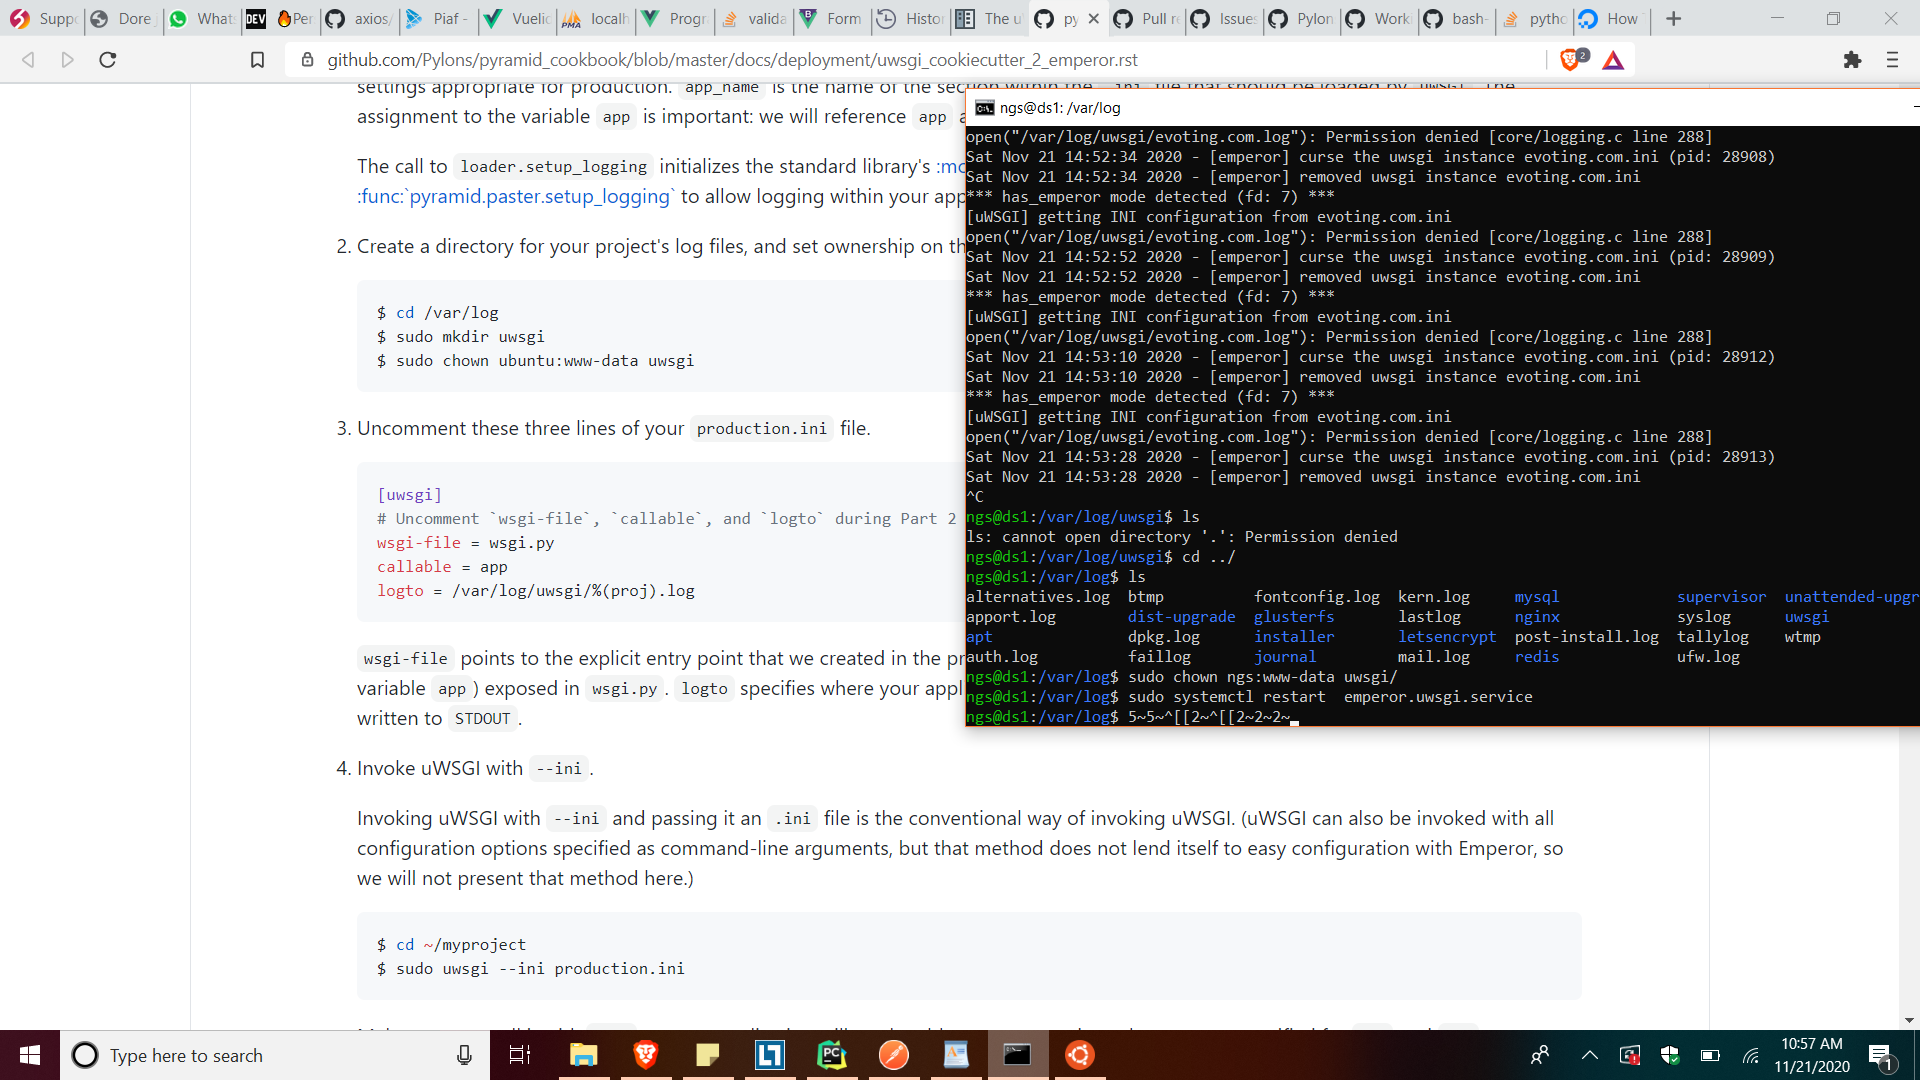 Suppo
Dore
Whats
DEV
Per
axios/
Piaf -
Vuelid
PMA
localh
Progr
valida
Form
Histor
The u
py
Pull re
Issues
Pylon
Worki
bash-
pytho
How
github.com/Pylons/pyramid_cookbook/blob/master/docs/deployment/uwsgi_cookiecutter_2_emperor.rst
2
settings appropriate for production. app_name is the name of the section within the .ini file that should be loaded by uWSGI. The
assignment to the variable app is important: we will reference app
The call to loader.setup_logging initializes the standard library's :mo
:func:`pyramid.paster.setup_logging` to allow logging within your app
2. Create a directory for your project's log files, and set ownership on th
$ cd /var/log
$ sudo mkdir uwsgi
$ sudo chown ubuntu:www-data uwsgi
3. Uncomment these three lines of your production.ini file.
[uwsgi]
# Uncomment `wsgi-file`, `callable`, and `logto` during Part 2
wsgi-file = wsgi.py
callable = app
logto = /var/log/uwsgi/%(proj).log
wsgi-file points to the explicit entry point that we created in the pr
variable app) exposed in wsgi.py. logto specifies where your appl
written to STDOUT.
4. Invoke uWSGI with --ini.
Invoking uWSGI with --ini and passing it an .ini file is the conventional way of invoking uWSGI. (uWSGI can also be invoked with all
configuration options specified as command-line arguments, but that method does not lend itself to easy configuration with Emperor, so
we will not present that method here.)
$ cd ~/myproject
$ sudo uwsgi --ini production.ini
ngs@ds1: /var/log
open("/var/log/uwsgi/evoting.com.log"): Permission denied [core/logging.c line 288]
Sat Nov 21 14:52:34 2020 - [emperor] curse the uwsgi instance evoting.com.ini (pid: 28908)
Sat Nov 21 14:52:34 2020 - [emperor] removed uwsgi instance evoting.com.ini
*** has_emperor mode detected (fd: 7) ***
[uWSGI] getting INI configuration from evoting.com.ini
open("/var/log/uwsgi/evoting.com.log"): Permission denied [core/logging.c line 288]
Sat Nov 21 14:52:52 2020 - [emperor] curse the uwsgi instance evoting.com.ini (pid: 28909)
Sat Nov 21 14:52:52 2020 - [emperor] removed uwsgi instance evoting.com.ini
*** has_emperor mode detected (fd: 7) ***
[uWSGI] getting INI configuration from evoting.com.ini
open("/var/log/uwsgi/evoting.com.log"): Permission denied [core/logging.c line 288]
Sat Nov 21 14:53:10 2020 - [emperor] curse the uwsgi instance evoting.com.ini (pid: 28912)
Sat Nov 21 14:53:10 2020 - [emperor] removed uwsgi instance evoting.com.ini
*** has_emperor mode detected (fd: 7) ***
[uWSGI] getting INI configuration from evoting.com.ini
open("/var/log/uwsgi/evoting.com.log"): Permission denied [core/logging.c line 288]
Sat Nov 21 14:53:28 2020 - [emperor] curse the uwsgi instance evoting.com.ini (pid: 28913)
Sat Nov 21 14:53:28 2020 - [emperor] removed uwsgi instance evoting.com.ini
^C
ngs@ds1:/var/log/uwsgi$ ls
ls: cannot open directory '.': Permission denied
ngs@ds1:/var/log/uwsgi$ cd ../
ngs@ds1:/var/log$ ls
alternatives.log btmp fontconfig.log kern.log mysql supervisor unattended-upgr
apport.log dist-upgrade glusterfs lastlog nginx syslog uwsgi
apt dpkg.log installer letsencrypt post-install.log tallylog wtmp
auth.log faillog journal mail.log redis ufw.log
ngs@ds1:/var/log$ sudo chown ngs:www-data uwsgi/
ngs@ds1:/var/log$ sudo systemctl restart  emperor.uwsgi.service
ngs@ds1:/var/log$ 5~5~^[[2~^[[2~2~2~
Type here to search
10:57 AM
11/21/2020
1